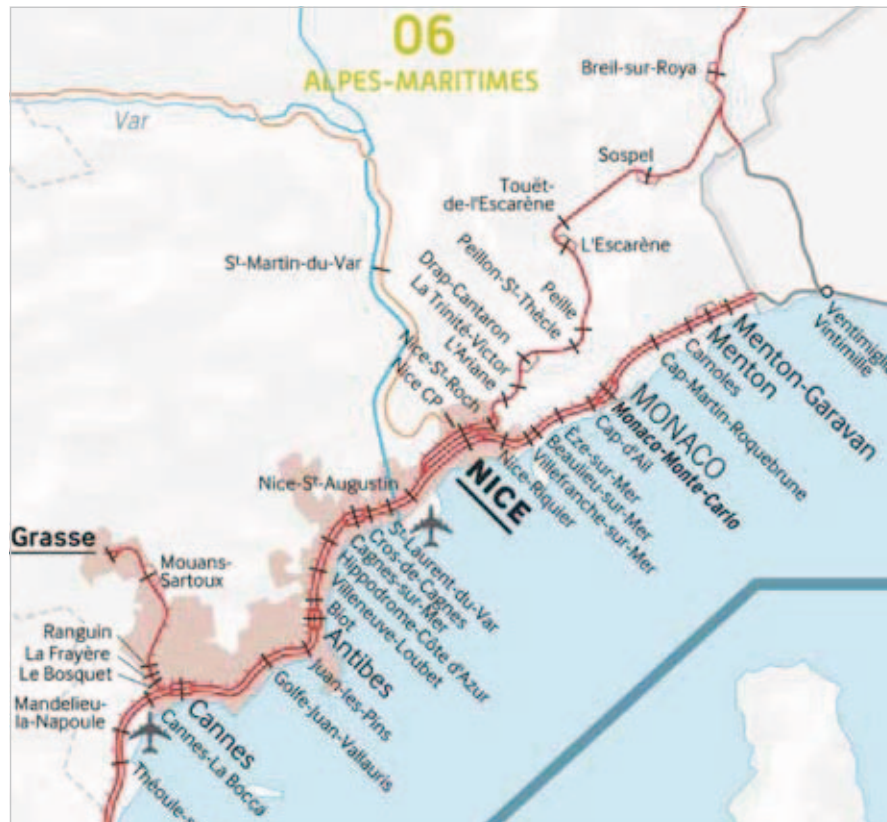 06
ALPES-MARITIMES
Var
Breil-sur-Roya
Sospel
Touët-
de-l'Escarène
L'Escarène
Sᵗ-Martin-du-Var
Peille
Peillon-Sᵗ-Thècle
Drap-Cantaron
La Trinité-Victor
L'Ariane
Nice-Sᵗ-Roch
Nice CP
Ventimiglia
Vintimille
Menton-Garavan
Menton
Carnoles
Cap-Martin-Roquebrune
MONACO
Monaco-Monte-Carlo
Cap-d'Ail
Èze-sur-Mer
Beaulieu-sur-Mer
Villefranche-sur-Mer
Nice-Riquier
NICE
Nice-Sᵗ-Augustin
Sᵗ-Laurent-du-Var
Cros-de-Cagnes
Cagnes-sur-Mer
Hippodrome-Côte d'Azur
Villeneuve-Loubet
Biot
Antibes
Juan-les-Pins
Golfe-Juan-Vallauris
Grasse
Mouans-
Sartoux
Ranguin
La Frayère
Le Bosquet
Mandelieu-
la-Napoule
Cannes
Cannes-La Bocca
Théoule-s